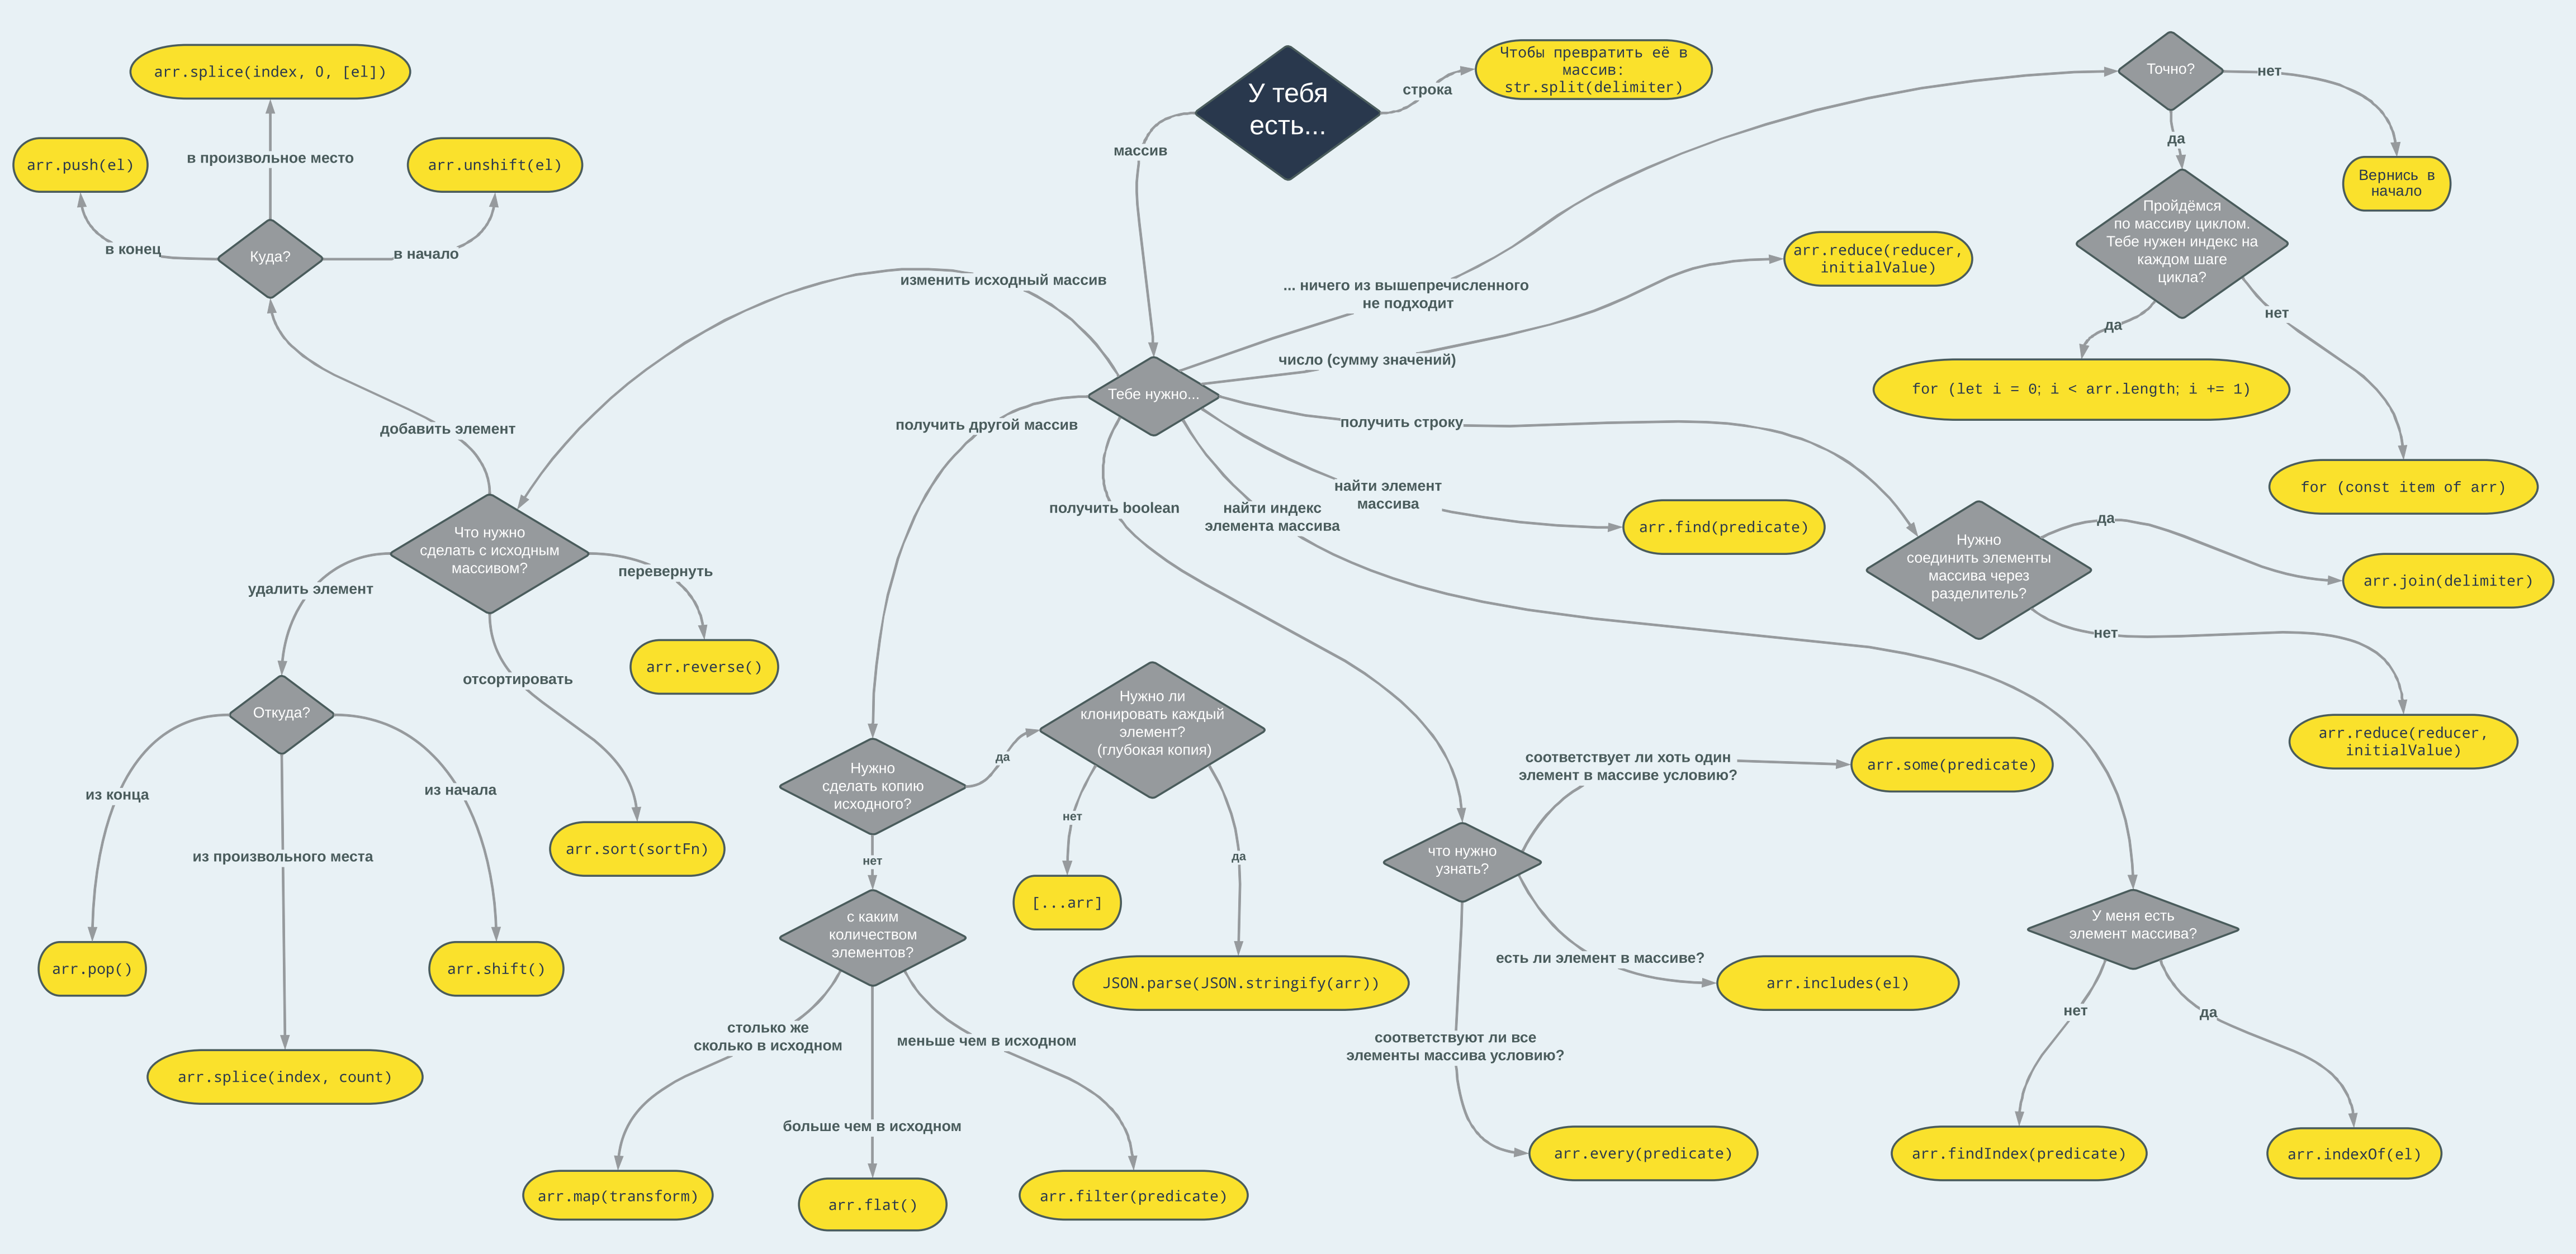 У тебя
есть...
строка
Чтобы превратить её в
массив:
str.split(delimiter)
массив
Тебе нужно...
изменить исходный массив
Что нужно
сделать с исходным
массивом?
добавить элемент
Куда?
в конец
arr.push(el)
в произвольное место
arr.splice(index, 0, [el])
в начало
arr.unshift(el)
удалить элемент
Откуда?
из конца
arr.pop()
из произвольного места
arr.splice(index, count)
из начала
arr.shift()
отсортировать
arr.sort(sortFn)
перевернуть
arr.reverse()
получить другой массив
Нужно
сделать копию
исходного?
да
Нужно ли
клонировать каждый
элемент?
(глубокая копия)
нет
[...arr]
да
JSON.parse(JSON.stringify(arr))
нет
с каким
количеством
элементов?
столько же
сколько в исходном
arr.map(transform)
больше чем в исходном
arr.flat()
меньше чем в исходном
arr.filter(predicate)
получить boolean
что нужно
узнать?
соответствует ли хоть один
элемент в массиве условию?
arr.some(predicate)
есть ли элемент в массиве?
arr.includes(el)
соответствуют ли все
элементы массива условию?
arr.every(predicate)
найти индекс
элемента массива
У меня есть
элемент массива?
нет
arr.findIndex(predicate)
да
arr.indexOf(el)
найти элемент
массива
arr.find(predicate)
получить строку
Нужно
соединить элементы
массива через
разделитель?
да
arr.join(delimiter)
нет
arr.reduce(reducer,
initialValue)
число (сумму значений)
arr.reduce(reducer,
initialValue)
... ничего из вышепречисленного
не подходит
Точно?
нет
Вернись в
начало
да
Пройдёмся
по массиву циклом.
Тебе нужен индекс на
каждом шаге
цикла?
да
for (let i = 0; i < arr.length; i += 1)
нет
for (const item of arr)